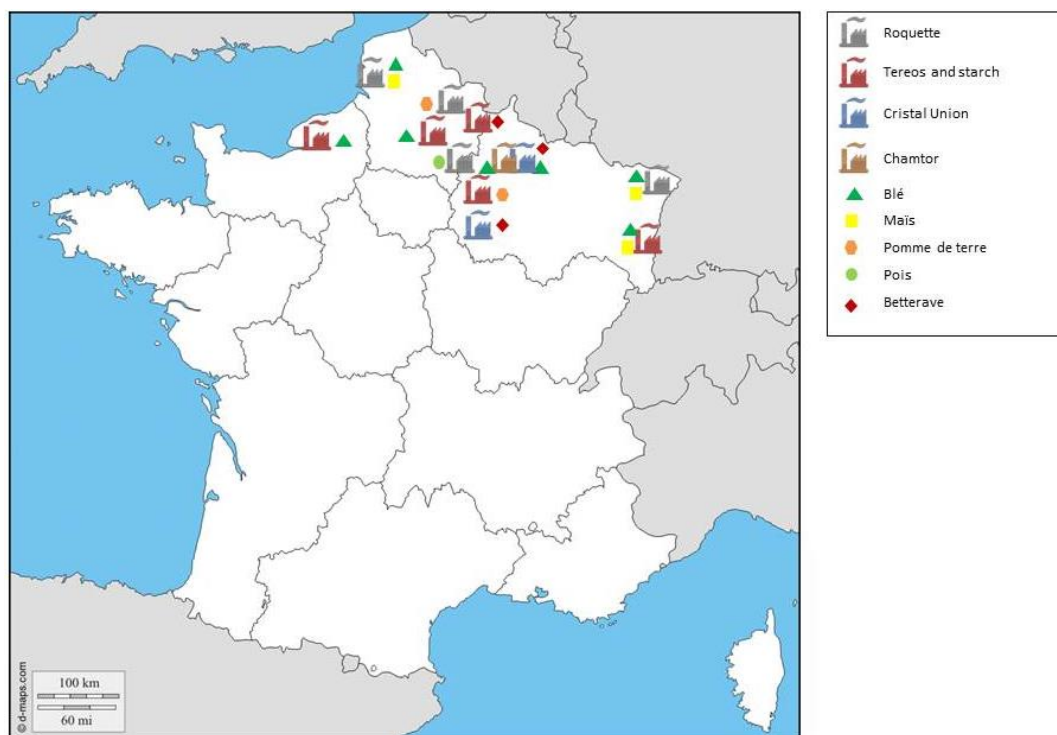 Roquette
Tereos and starch
Cristal Union
Chamtor
Blé
Maïs
Pomme de terre
Pois
Betterave
100 km
60 mi
© d-maps.com